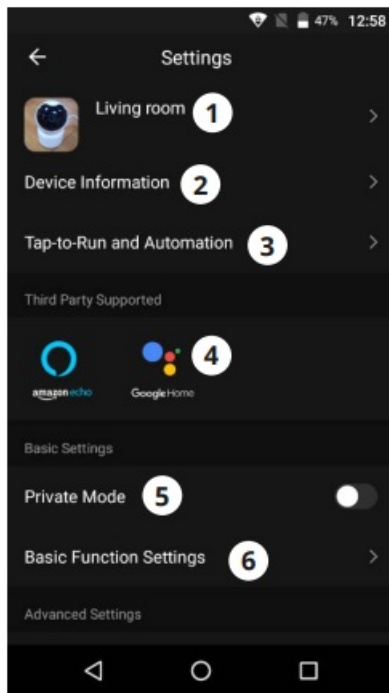 47% 12:58
Settings
Living room 1
Device Information 2
Tap-to-Run and Automation 3
Third Party Supported
4
amazon echo Google Home
Basic Settings
Private Mode 5
Basic Function Settings 6
Advanced Settings